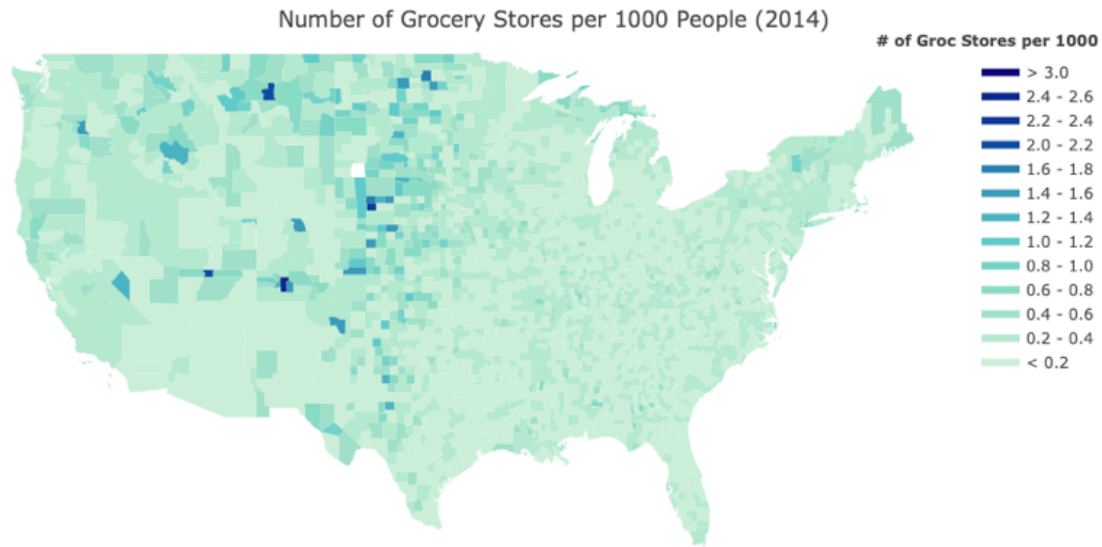 Number of Grocery Stores per 1000 People (2014)
# of Groc Stores per 1000
> 3.0
2.4 - 2.6
2.2 - 2.4
2.0 - 2.2
1.6 - 1.8
1.4 - 1.6
1.2 - 1.4
1.0 - 1.2
0.8 - 1.0
0.6 - 0.8
0.4 - 0.6
0.2 - 0.4
< 0.2